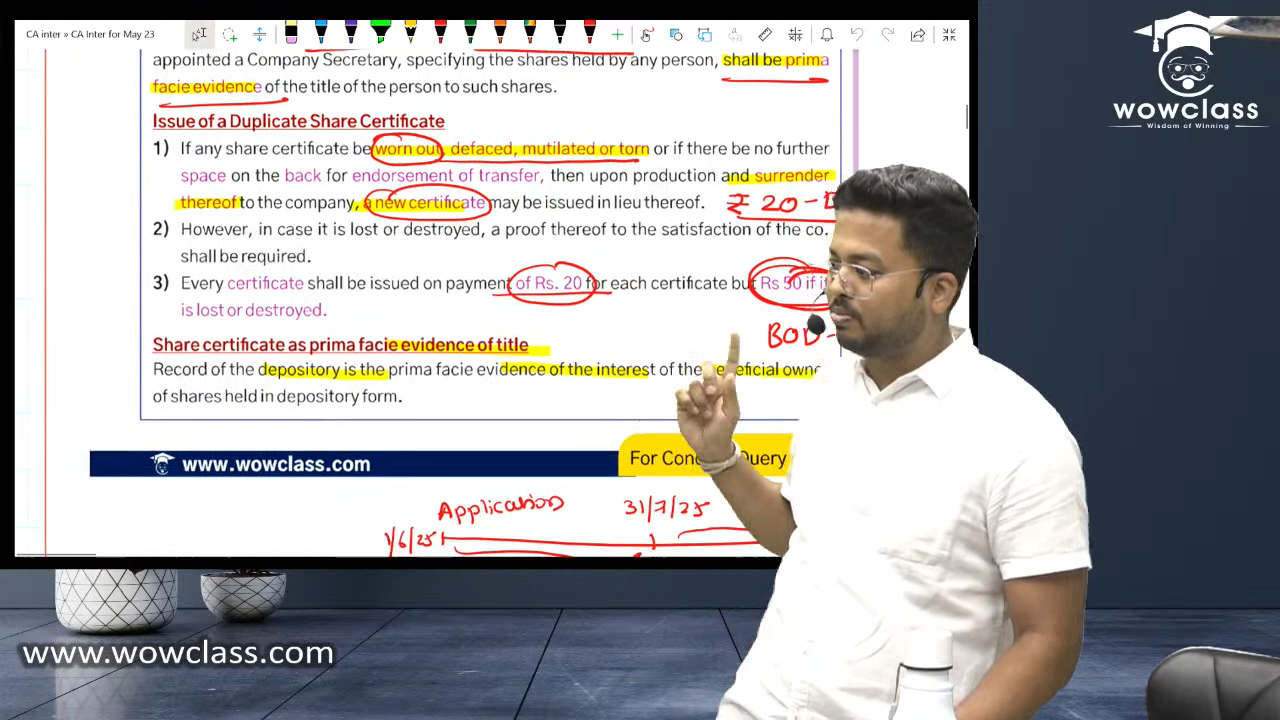 CA inter » CA Inter for May 23
appointed a Company Secretary, specifying the shares held by any person, shall be prima
facie evidence of the title of the person to such shares.
Issue of a Duplicate Share Certificate
1) If any share certificate be worn out, defaced, mutilated or torn or if there be no further
space on the back for endorsement of transfer, then upon production and surrender
thereof to the company, a new certificate may be issued in lieu thereof.
₹ 20 -
2) However, in case it is lost or destroyed, a proof thereof to the satisfaction of the co.
shall be required.
3) Every certificate shall be issued on payment of Rs. 20 for each certificate but Rs 50 if it
is lost or destroyed.
BOD -
Share certificate as prima facie evidence of title
Record of the depository is the prima facie evidence of the interest of the beneficial owne
of shares held in depository form.
www.wowclass.com
For Query
Application 31/7/25
1/6/25
wowclass
Wisdom of Winning
www.wowclass.com